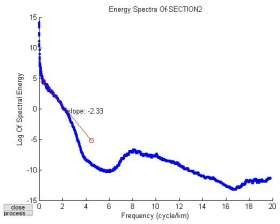 Energy Spectra Of-SECTION2
Log Of Spectral Energy
15
10
5
0
-5
-10
-15
slope: -2.33
0 2 4 6 8 10 12 14 16 18 20
Frequency (cycle/km)
close
process